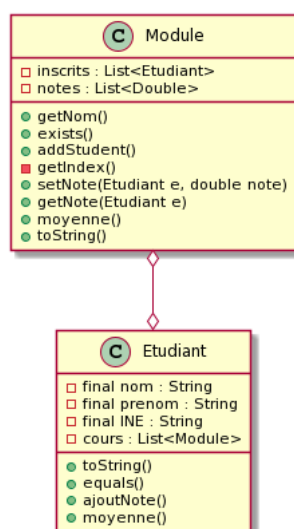 C Module
inscrits : List<Etudiant>
notes : List<Double>
getNom()
exists()
addStudent()
getIndex()
setNote(Etudiant e, double note)
getNote(Etudiant e)
moyenne()
toString()
C Etudiant
final nom : String
final prenom : String
final INE : String
cours : List<Module>
toString()
equals()
ajoutNote()
moyenne()